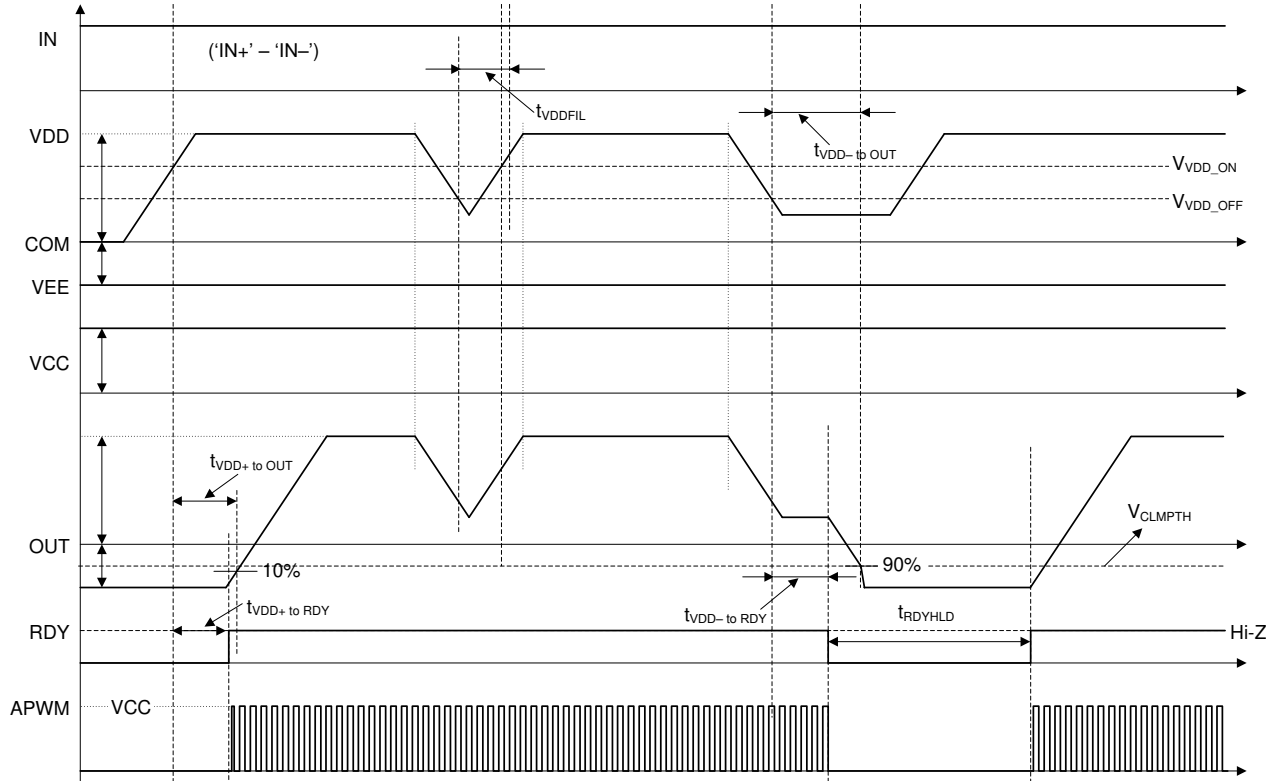 IN
('IN+' – 'IN–')
tVDDFIL
VDD
tVDD– to OUT
VVDD_ON
VVDD_OFF
COM
VEE
VCC
tVDD+ to OUT
VCLMPTH
OUT
10%
90%
tVDD+ to RDY
tVDD– to RDY
tRDYHLD
RDY
Hi-Z
APWM
VCC